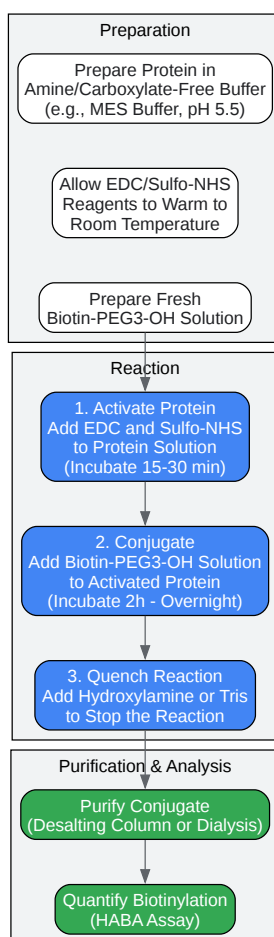 Preparation
Prepare Protein in
Amine/Carboxylate-Free Buffer
(e.g., MES Buffer, pH 5.5)
Allow EDC/Sulfo-NHS
Reagents to Warm to
Room Temperature
Prepare Fresh
Biotin-PEG3-OH Solution
Reaction
1. Activate Protein
Add EDC and Sulfo-NHS
to Protein Solution
(Incubate 15-30 min)
2. Conjugate
Add Biotin-PEG3-OH Solution
to Activated Protein
(Incubate 2h - Overnight)
3. Quench Reaction
Add Hydroxylamine or Tris
to Stop the Reaction
Purification & Analysis
Purify Conjugate
(Desalting Column or Dialysis)
Quantify Biotinylation
(HABA Assay)